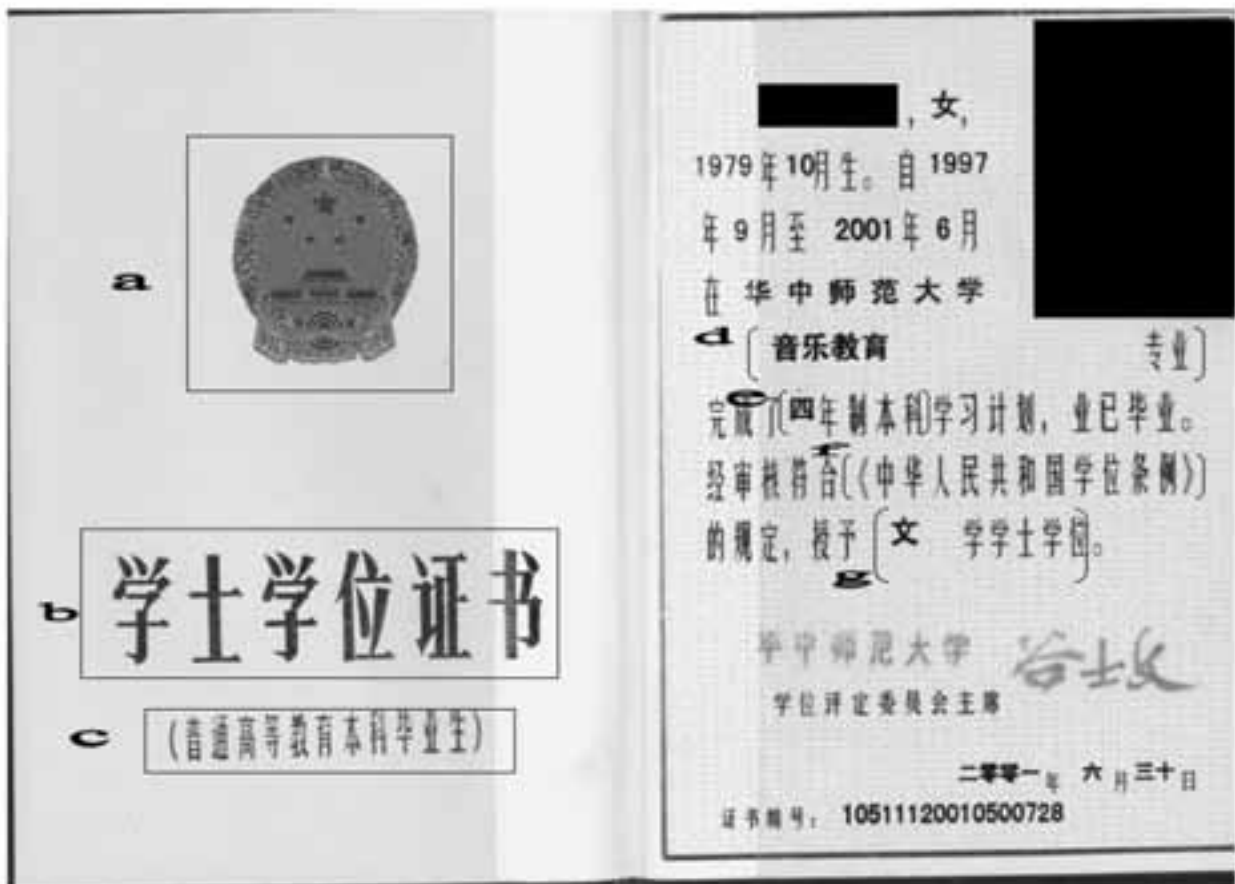 a
b
学士学位证书
c
(普通高等教育本科毕业生)
,女,
1979年10月生。自1997
年9月至 2001年6月
在华中师范大学
d
[音乐教育 专业]
e
完成了[四年制本科]学习计划,业已毕业。
f
经审核符合[《中华人民共和国学位条例》]
的规定,授予[文 学学士学位]。
g
华中师范大学
学位评定委员会主席
二零零一年 六月三十日
证书编号: 10511120010500728